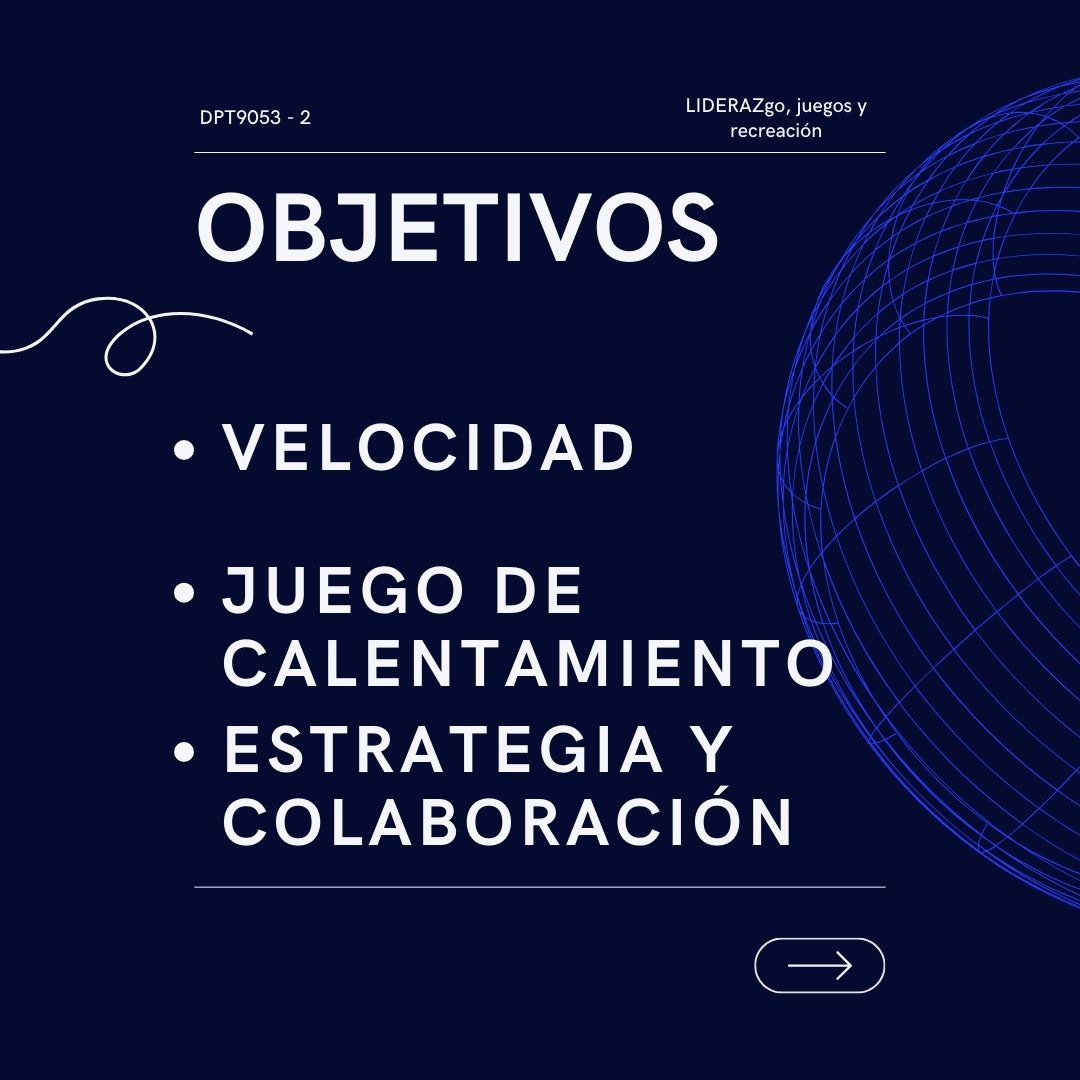 DPT9053 - 2
LIDERAZgo, juegos y
recreación
OBJETIVOS
• VELOCIDAD
• JUEGO DE
CALENTAMIENTO
• ESTRATEGIA Y
COLABORACIÓN